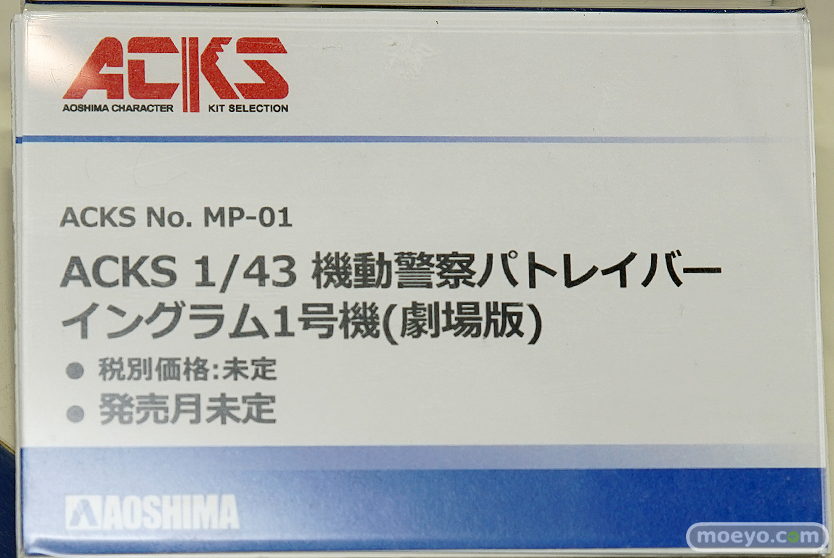 ACKS
AOSHIMA CHARACTER KIT SELECTION
ACKS No. MP-01
ACKS 1/43 機動警察パトレイバー
イングラム1号機(劇場版)
● 税別価格:未定
● 発売月未定
AOSHIMA
moeyo.com